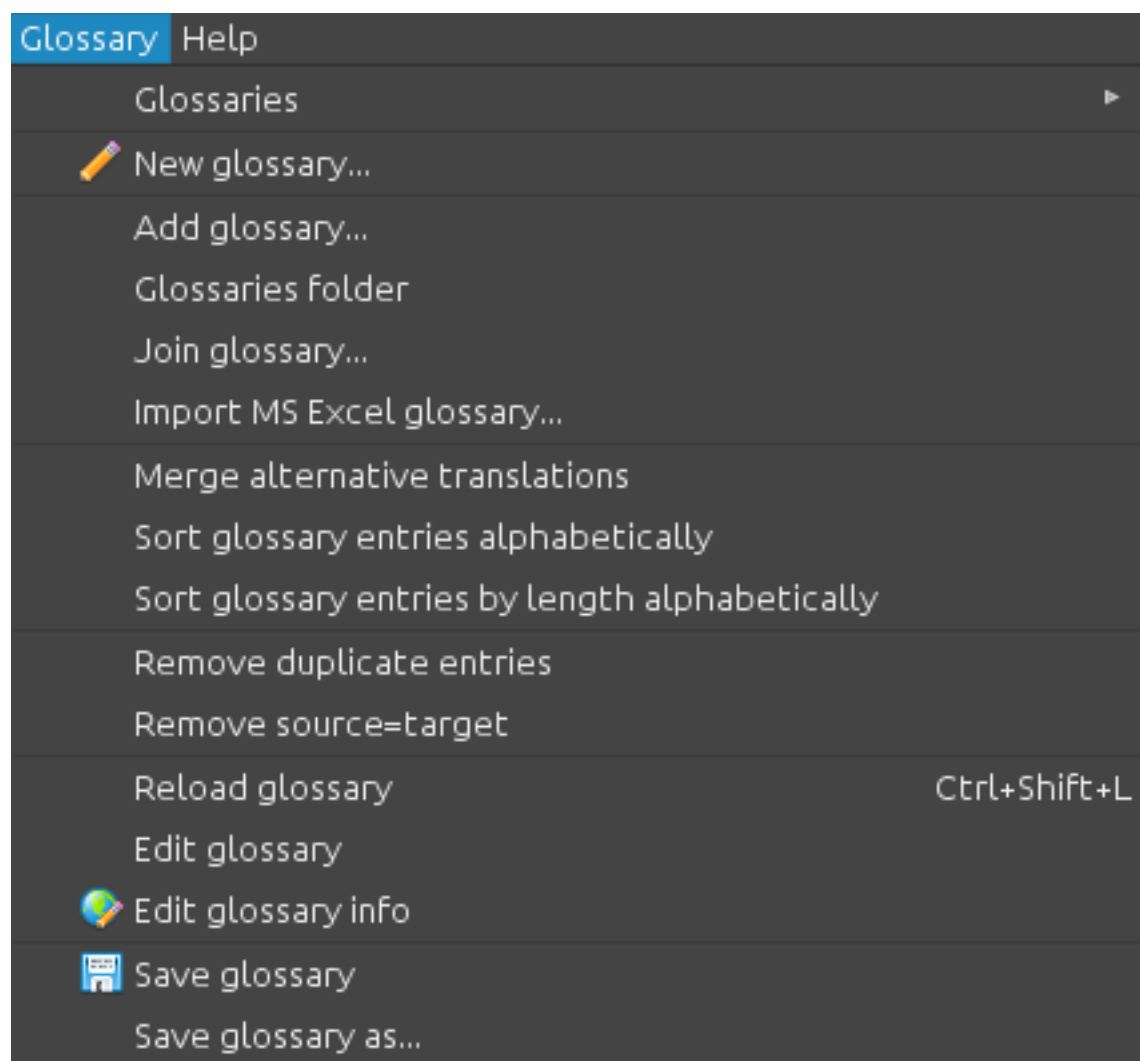 Glossary Help
Glossaries
New glossary...
Add glossary...
Glossaries folder
Join glossary...
Import MS Excel glossary...
Merge alternative translations
Sort glossary entries alphabetically
Sort glossary entries by length alphabetically
Remove duplicate entries
Remove source=target
Reload glossary Ctrl+Shift+L
Edit glossary
Edit glossary info
Save glossary
Save glossary as...